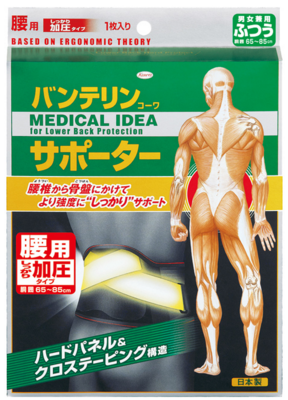 腰用 しっかり加圧タイプ 1枚入り
男女兼用
ふつう
胴囲 65~85cm
BASED ON ERGONOMIC THEORY
Kowa
バンテリンコーワ
MEDICAL IDEA
for Lower Back Protection
サポーター
腰椎から骨盤にかけて
より強度に“しっかり”サポート
腰用
しっかり加圧
タイプ
胴囲65~85cm
ハードパネル&
クロステーピング構造
日本製